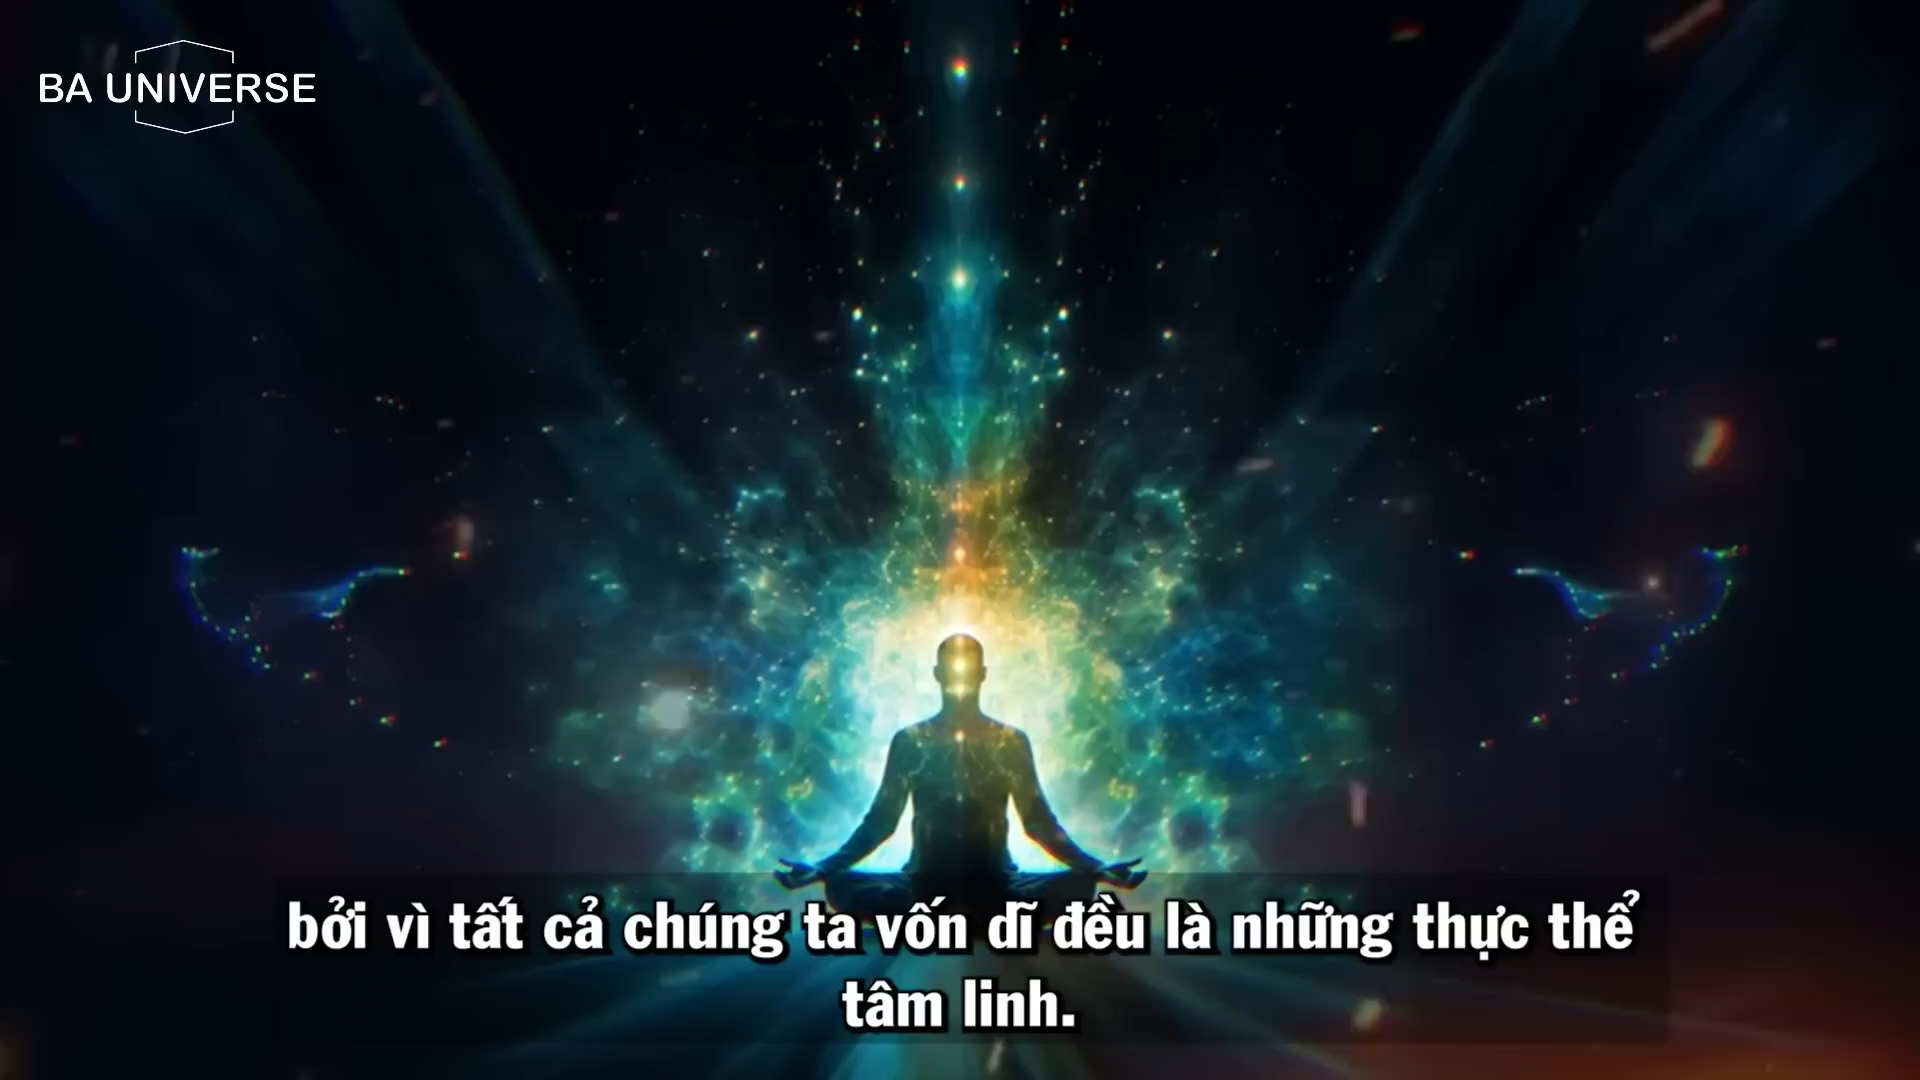 BA UNIVERSE
bởi vì tất cả chúng ta vốn dĩ đều là những thực thể
tâm linh.